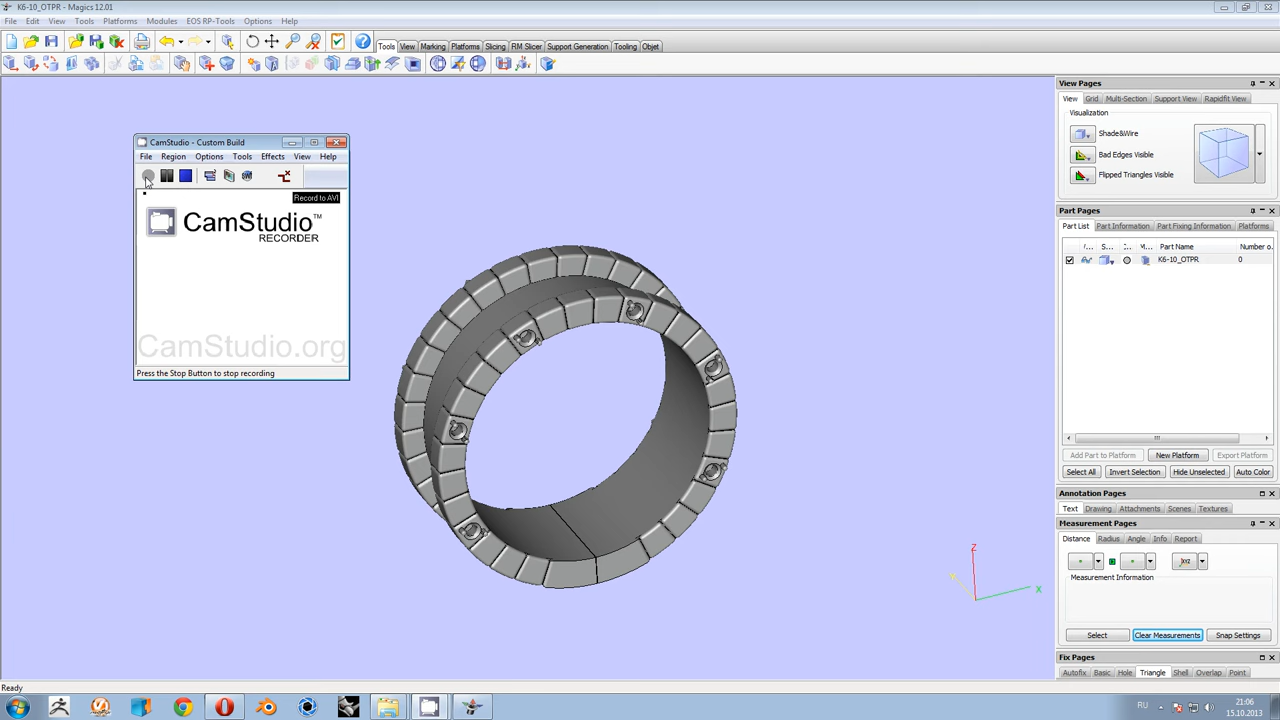 K6-10_OTPR - Magics 12.01
File Edit View Tools Platforms Modules EOS RP-Tools Options Help
Tools View Marking Platforms Slicing RM Slicer Support Generation Tooling Objet
CamStudio - Custom Build
File Region Options Tools Effects View Help
Record to AVI
CamStudio™
RECORDER
CamStudio.org
Press the Stop Button to stop recording
View Pages
View Grid Multi-Section Support View Rapidfit View
Visualization
Shade&Wire
Bad Edges Visible
Flipped Triangles Visible
Part Pages
Part List Part Information Part Fixing Information Platforms
/... S... :... M... Part Name Number o.
K6-10_OTPR 0
Add Part to Platform New Platform Export Platform
Select All Invert Selection Hide Unselected Auto Color
Annotation Pages
Text Drawing Attachments Scenes Textures
Measurement Pages
Distance Radius Angle Info Report
XYZ
Measurement Information
Select Clear Measurements Snap Settings
Fix Pages
Autofix Basic Hole Triangle Shell Overlap Point
Z
Y
X
Ready
RU 21:06
15.10.2013